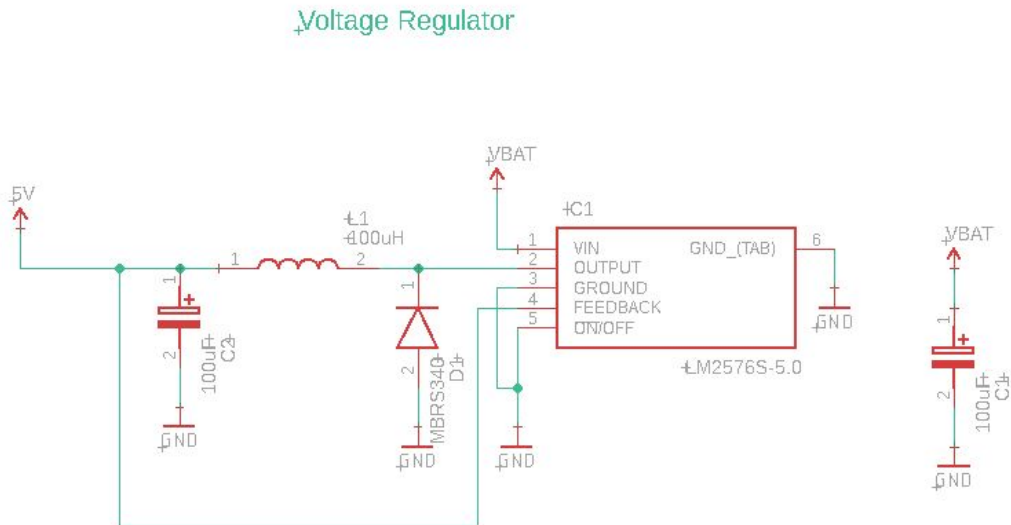 Voltage Regulator
5V
1
100uF
C2
2
GND
1
L1
100uH
2
1
2
MBRS340
D1
GND
VBAT
C1
1 VIN
2 OUTPUT
3 GROUND
4 FEEDBACK
5 ON/OFF
GND_(TAB) 6
LM2576S-5.0
GND
GND
VBAT
1
2
100uF
C1
GND